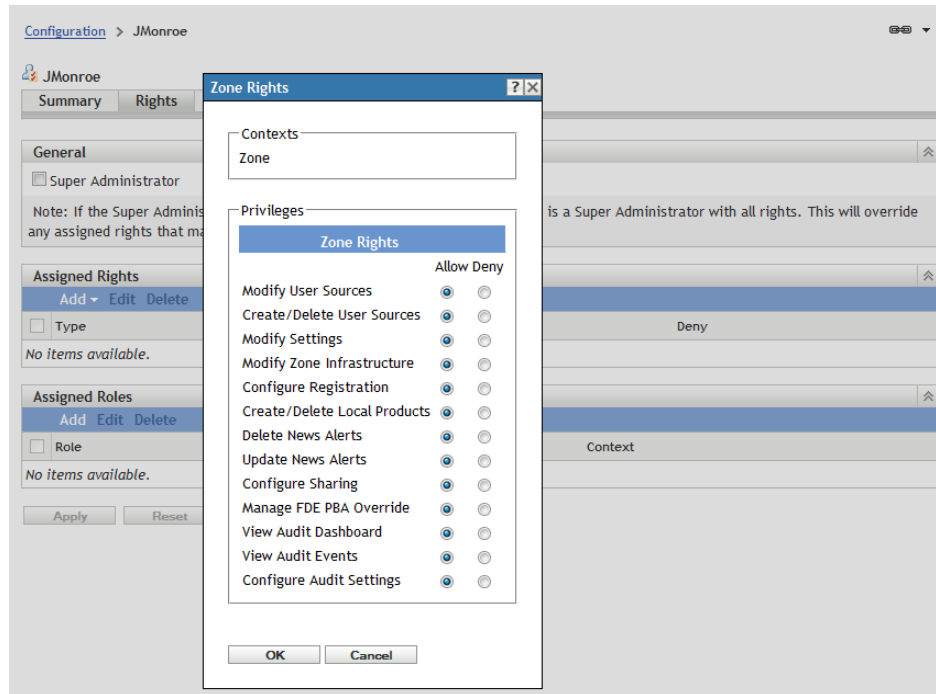 Configuration > JMonroe
JMonroe
Summary Rights
General
Super Administrator
Note: If the Super Adminis
is a Super Administrator with all rights. This will override
any assigned rights that ma
Assigned Rights
Add Edit Delete
Type Deny
No items available.
Assigned Roles
Add Edit Delete
Role Context
No items available.
Apply Reset
Zone Rights ? X
Contexts
Zone
Privileges
Zone Rights
Allow Deny
Modify User Sources
Create/Delete User Sources
Modify Settings
Modify Zone Infrastructure
Configure Registration
Create/Delete Local Products
Delete News Alerts
Update News Alerts
Configure Sharing
Manage FDE PBA Override
View Audit Dashboard
View Audit Events
Configure Audit Settings
OK Cancel